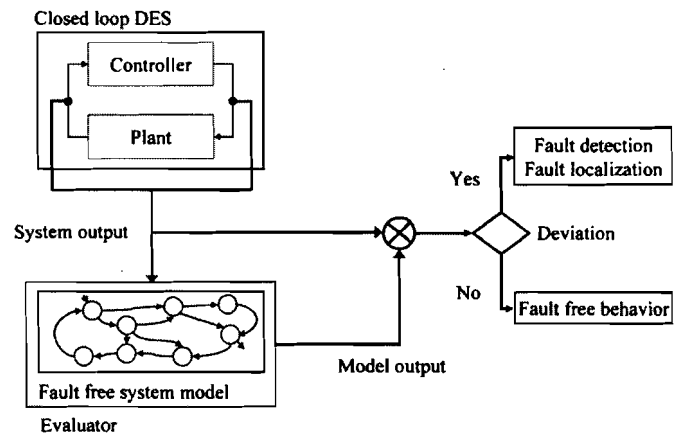 Closed loop DES
Controller
Plant
Fault detection
Fault localization
Yes
System output
Deviation
No
Fault free behavior
Model output
Fault free system model
Evaluator